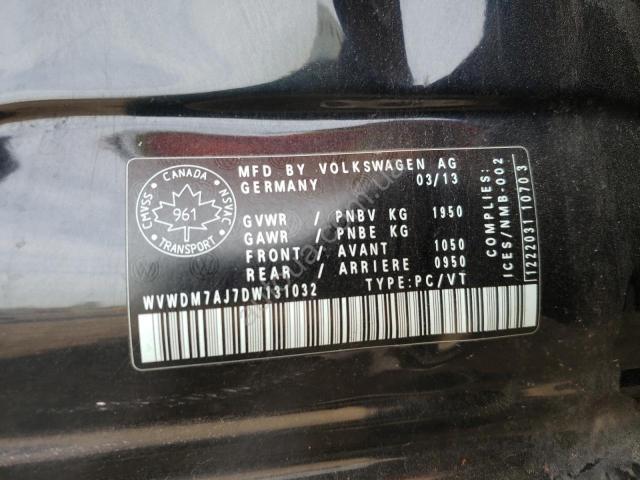 CANADA
CMVSS
NSVAC
961
TRANSPORT
MFD BY VOLKSWAGEN AG
GERMANY 03/13
GVWR / PNBV KG 1950
GAWR / PNBE KG
FRONT / AVANT 1050
REAR / ARRIERE 0950
WVWDM7AJ7DW131032 TYPE:PC/VT
COMPLIES:
ICES/NMB-002
1222031 1070 3